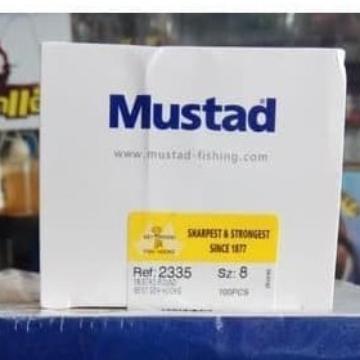 Mustad
www.mustad-fishing.com
SHARPEST & STRONGEST
SINCE 1877
Ref: 2335 Sz: 8
100PCS